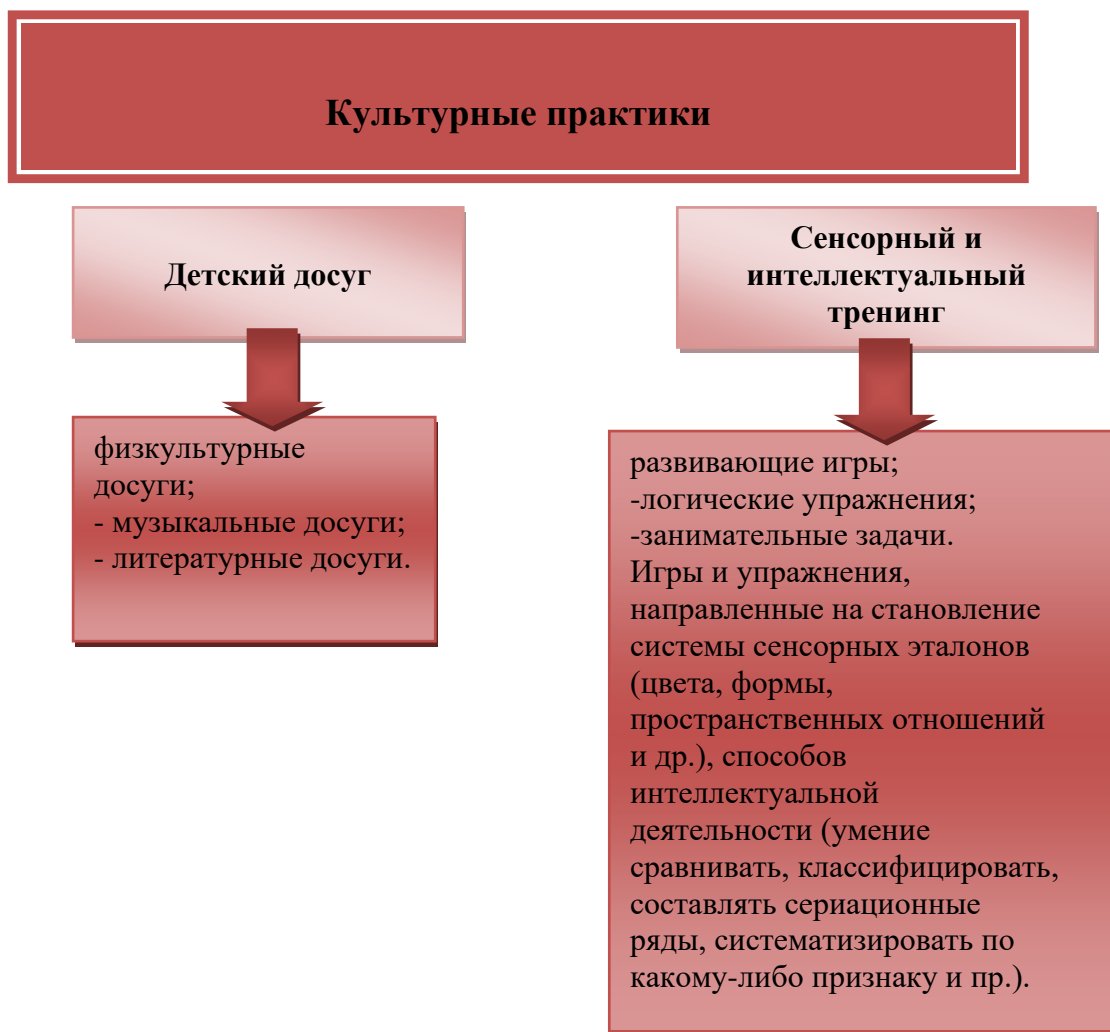 Культурные практики
Детский досуг
физкультурные
досуги;
- музыкальные досуги;
- литературные досуги.
Сенсорный и
интеллектуальный
тренинг
развивающие игры;
-логические упражнения;
-занимательные задачи.
Игры и упражнения,
направленные на становление
системы сенсорных эталонов
(цвета, формы,
пространственных отношений
и др.), способов
интеллектуальной
деятельности (умение
сравнивать, классифицировать,
составлять сериационные
ряды, систематизировать по
какому-либо признаку и пр.).